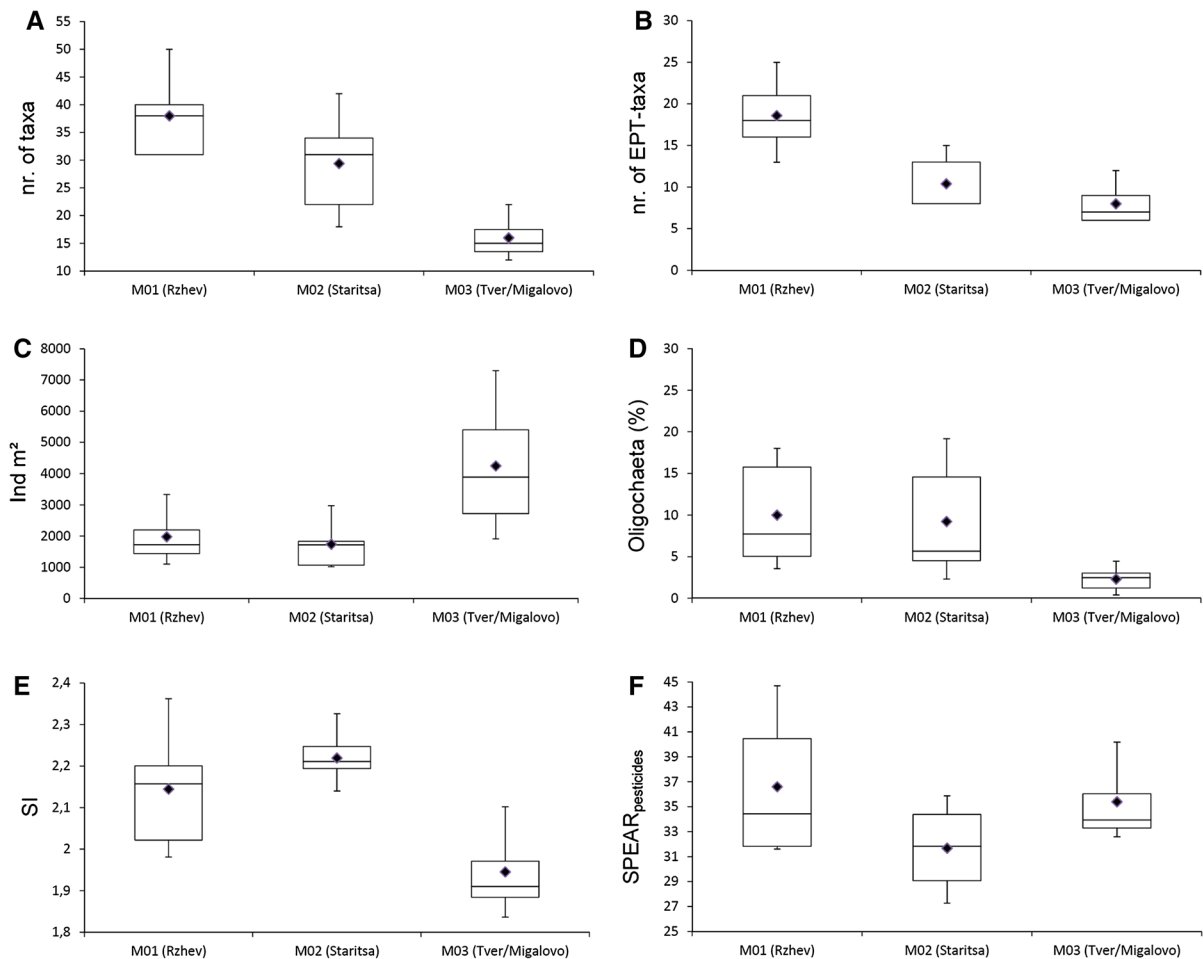 A
nr. of taxa
55
50
45
40
35
30
25
20
15
10
M01 (Rzhev)
M02 (Staritsa)
M03 (Tver/Migalovo)
B
nr. of EPT-taxa
30
25
20
15
10
5
0
M01 (Rzhev)
M02 (Staritsa)
M03 (Tver/Migalovo)
C
Ind m²
8000
7000
6000
5000
4000
3000
2000
1000
0
M01 (Rzhev)
M02 (Staritsa)
M03 (Tver/Migalovo)
D
Oligochaeta (%)
30
25
20
15
10
5
0
M01 (Rzhev)
M02 (Staritsa)
M03 (Tver/Migalovo)
E
SI
2,4
2,3
2,2
2,1
2
1,9
1,8
M01 (Rzhev)
M02 (Staritsa)
M03 (Tver/Migalovo)
F
SPEARpesticides
45
43
41
39
37
35
33
31
29
27
25
M01 (Rzhev)
M02 (Staritsa)
M03 (Tver/Migalovo)